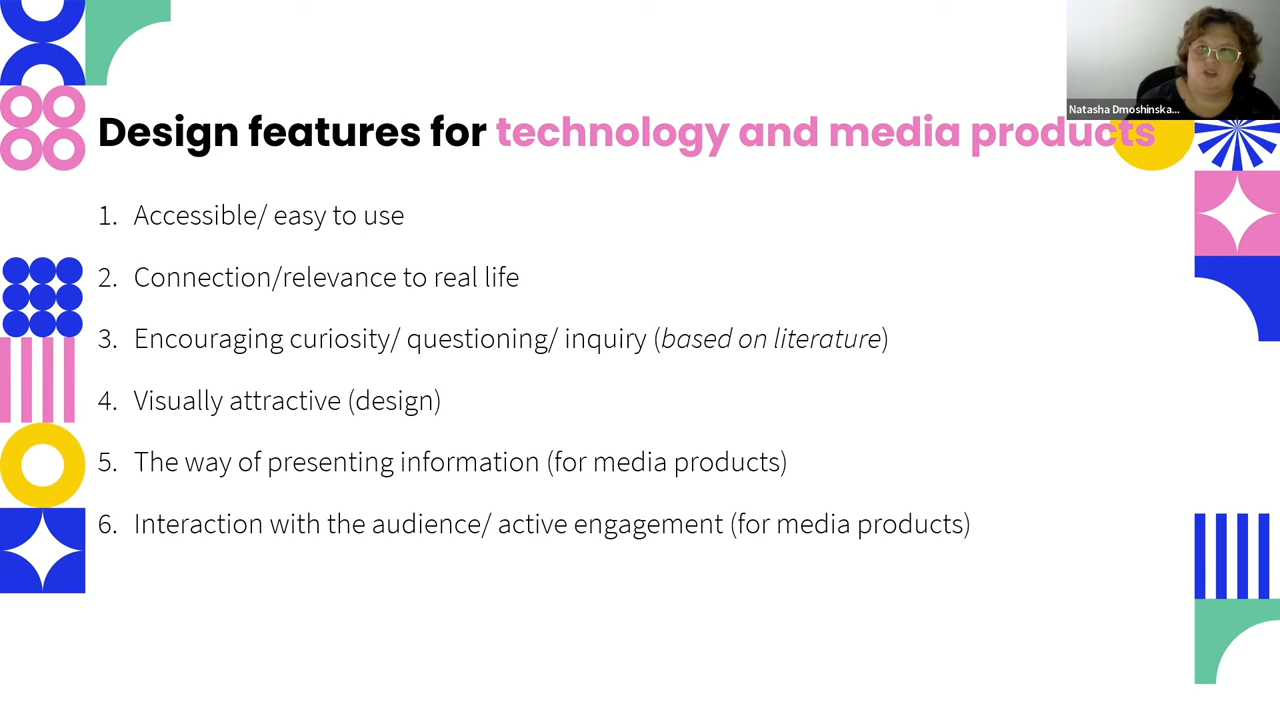 Natasha Dmoshinska...
Design features for technology and media products
1. Accessible/ easy to use
2. Connection/relevance to real life
3. Encouraging curiosity/ questioning/ inquiry (based on literature)
4. Visually attractive (design)
5. The way of presenting information (for media products)
6. Interaction with the audience/ active engagement (for media products)